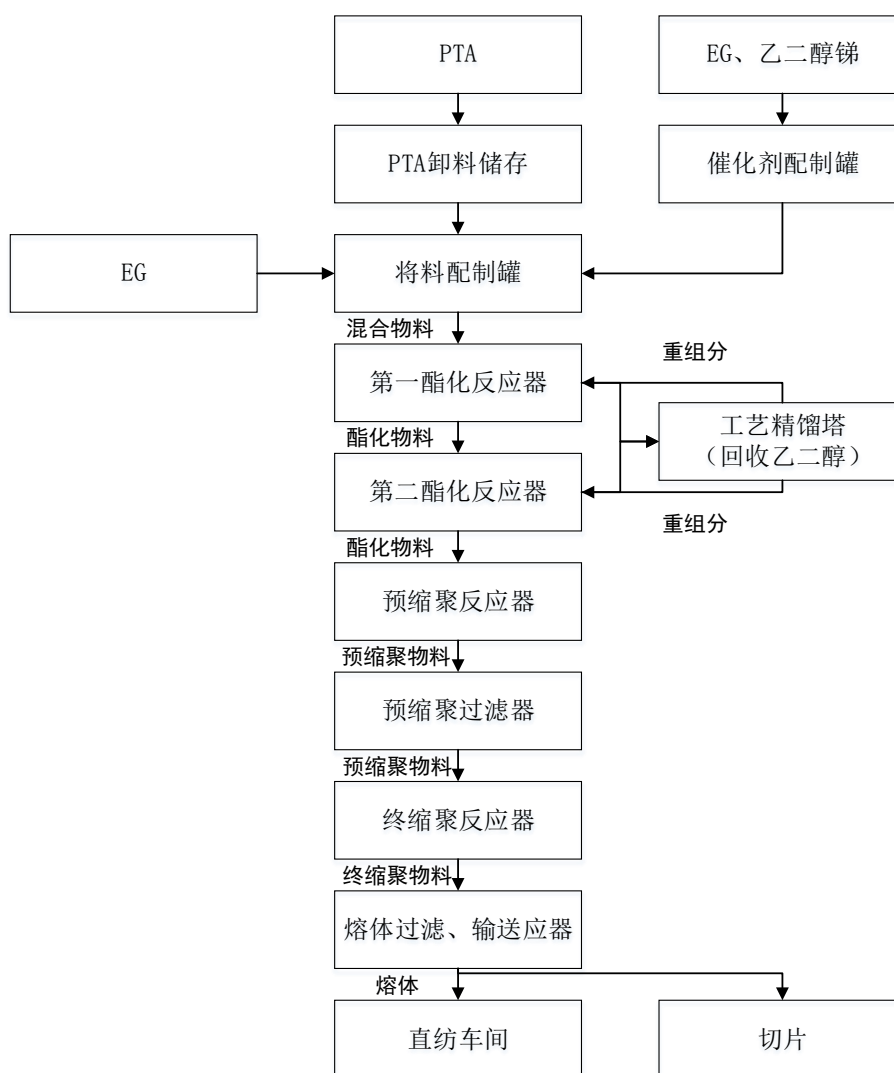 PTA
EG、乙二醇锑
PTA卸料储存
催化剂配制罐
EG
将料配制罐
混合物料
重组分
第一酯化反应器
工艺精馏塔
（回收乙二醇）
酯化物料
第二酯化反应器
重组分
酯化物料
预缩聚反应器
预缩聚物料
预缩聚过滤器
预缩聚物料
终缩聚反应器
终缩聚物料
熔体过滤、输送应器
熔体
直纺车间
切片